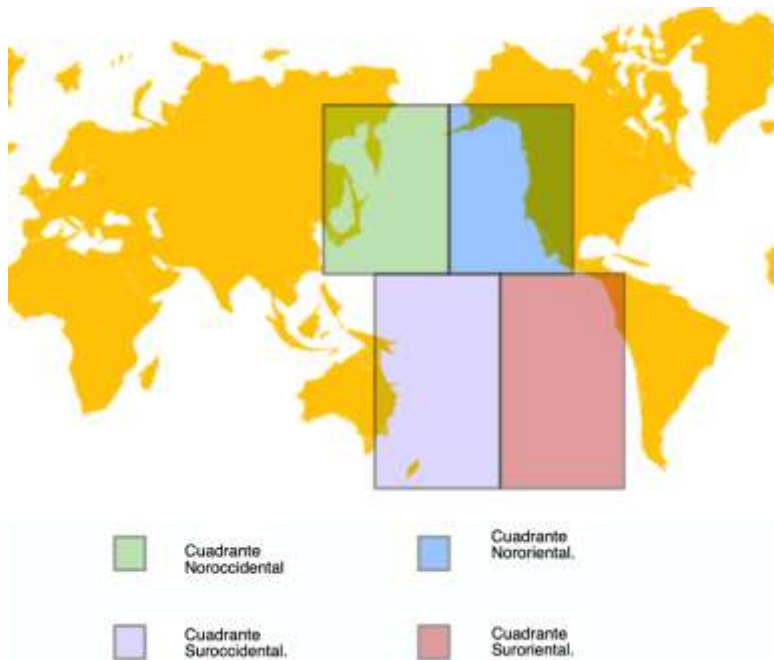 Cuadrante
Noroccidental
Cuadrante
Nororiental.
Cuadrante
Suroccidental.
Cuadrante
Suroriental.